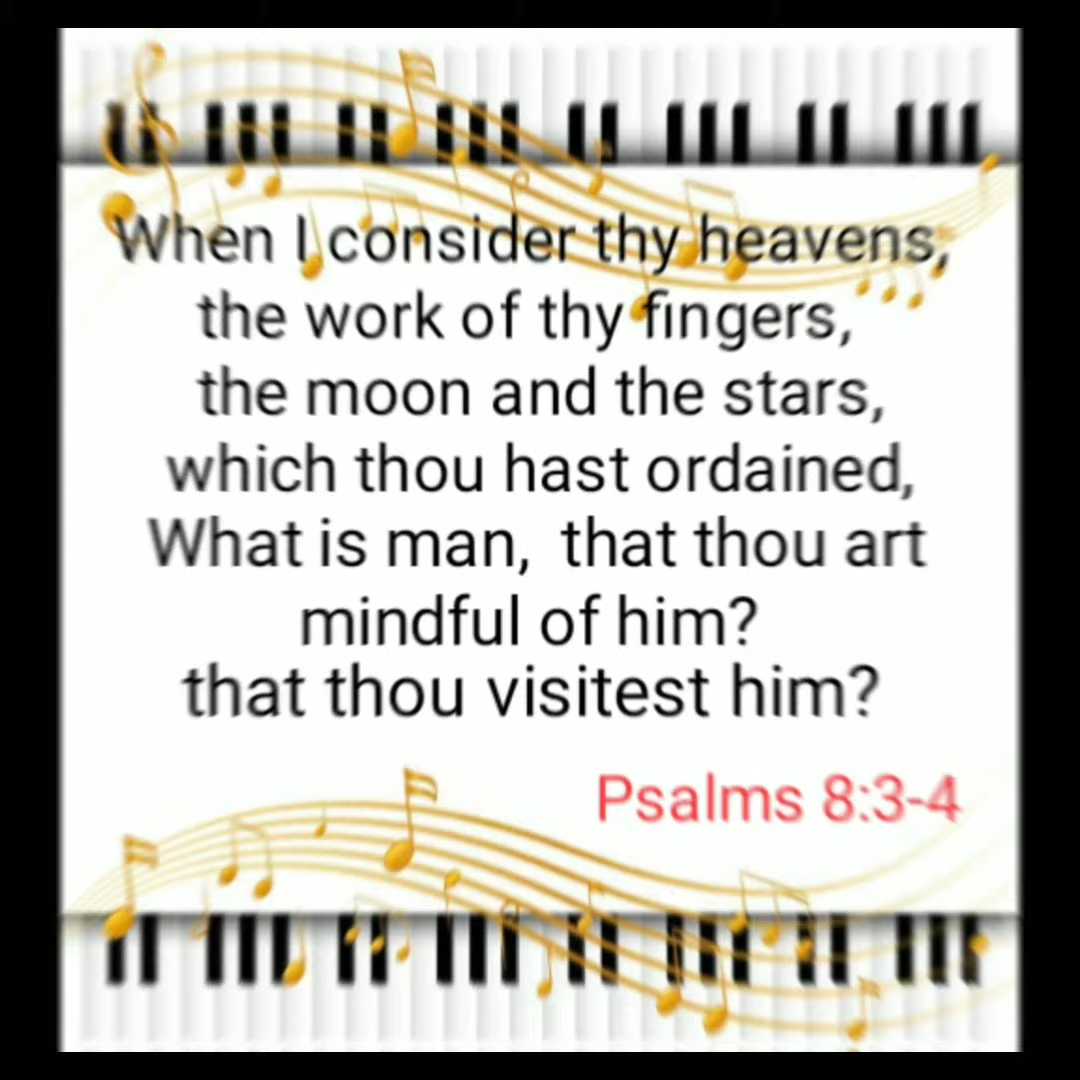 When I consider thy heavens,
the work of thy fingers,
the moon and the stars,
which thou hast ordained,
What is man,  that thou art
mindful of him?
that thou visitest him?
Psalms 8:3-4